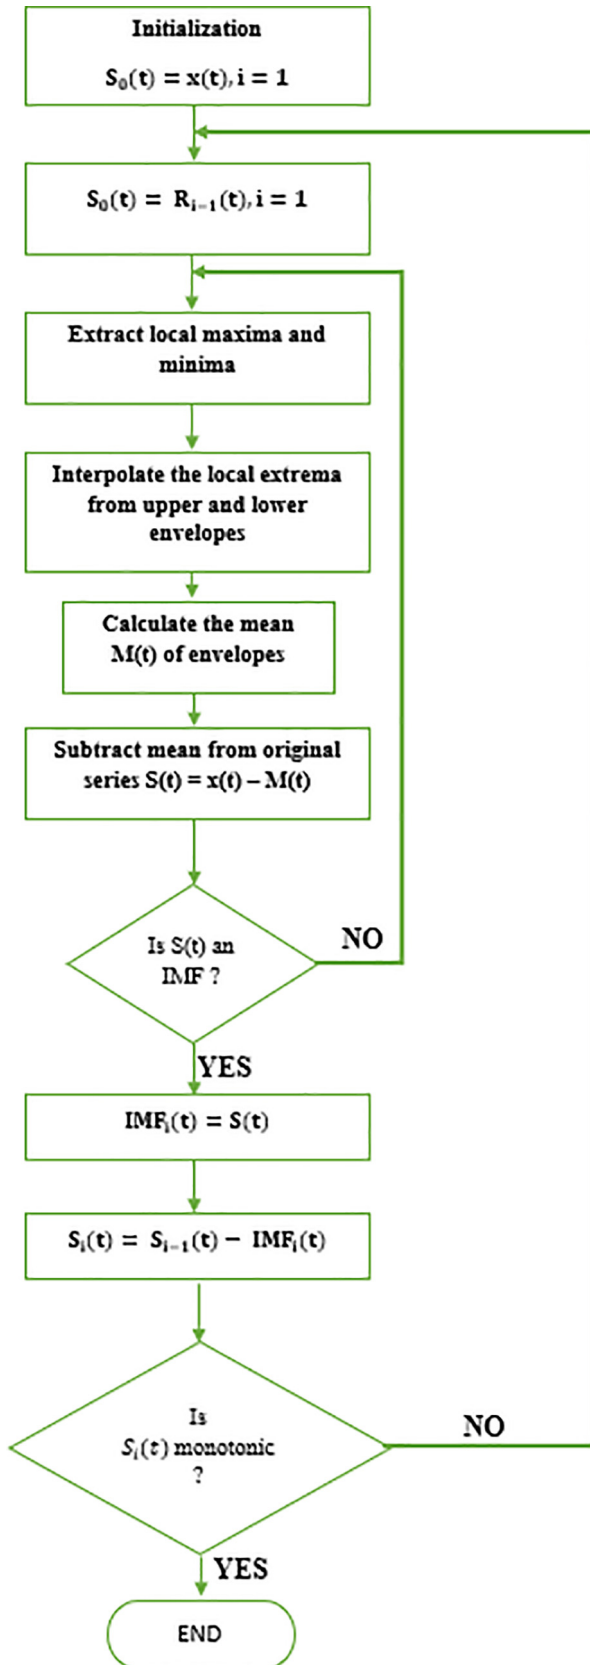 Initialization
S₀(t) = x(t), i = 1
S₀(t) = Rᵢ₋₁(t), i = 1
Extract local maxima and
minima
Interpolate the local extrema
from upper and lower
envelopes
Calculate the mean
M(t) of envelopes
Subtract mean from original
series S(t) = x(t) – M(t)
Is S(t) an
IMF ?
NO
YES
IMFᵢ(t) = S(t)
Sᵢ(t) = Sᵢ₋₁(t) − IMFᵢ(t)
Is
Sᵢ(t) monotonic
?
NO
YES
END